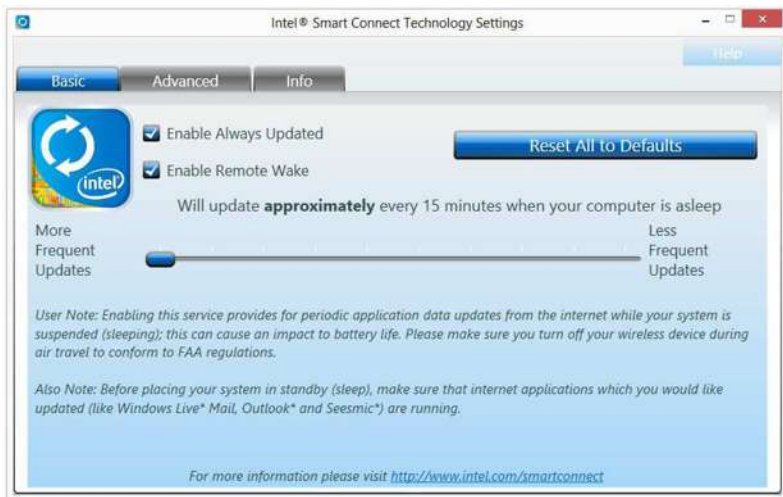 Intel® Smart Connect Technology Settings
Help
Basic Advanced Info
Enable Always Updated
Reset All to Defaults
Enable Remote Wake
intel
Will update approximately every 15 minutes when your computer is asleep
More
Frequent
Updates
Less
Frequent
Updates
User Note: Enabling this service provides for periodic application data updates from the internet while your system is
suspended (sleeping); this can cause an impact to battery life. Please make sure you turn off your wireless device during
air travel to conform to FAA regulations.
Also Note: Before placing your system in standby (sleep), make sure that internet applications which you would like
updated (like Windows Live* Mail, Outlook* and Seesmic*) are running.
For more information please visit http://www.intel.com/smartconnect